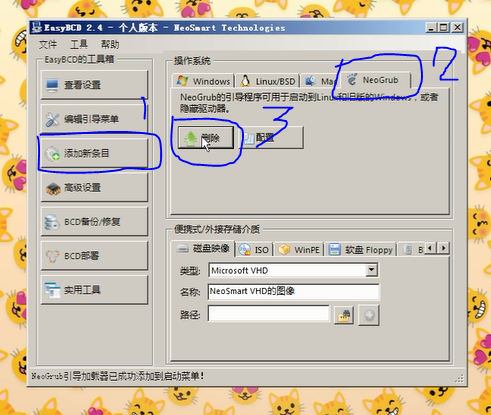 EasyBCD 2.4 - 个人版本 - NeoSmart Technologies
文件 工具 帮助
EasyBCD的工具箱
查看设置
编辑引导菜单
添加新条目
高级设置
BCD备份/修复
BCD部署
实用工具
1
操作系统
Windows Linux/BSD Mac NeoGrub
2
NeoGrub的引导程序可用于启动到Linux和旧版的Windows，或者
隐藏驱动器。
3
删除 配置
便携式/外接存储介质
磁盘映像 ISO WinPE 软盘 Floppy B
类型: Microsoft VHD
名称: NeoSmart VHD的图像
路径:
NeoGrub引导加载器已成功添加到启动菜单！